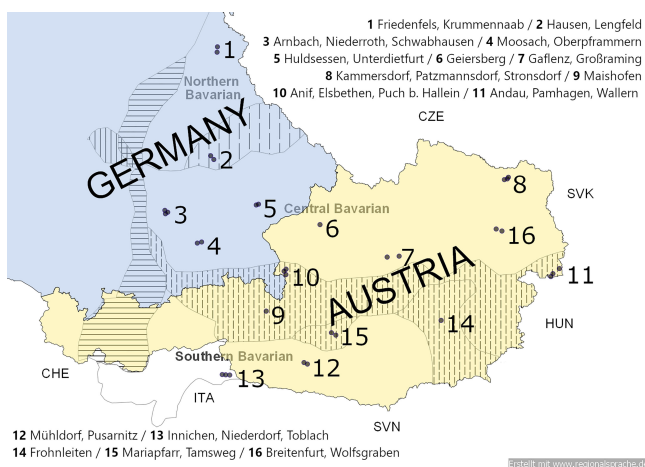 1 Friedenfels, Krummennaab / 2 Hausen, Lengfeld
3 Arnbach, Niederroth, Schwabhausen / 4 Moosach, Oberpframmern
5 Huldsessen, Unterdietfurt / 6 Geiersberg / 7 Gaflenz, Großraming
8 Kammersdorf, Patzmannsdorf, Stronsdorf / 9 Maishofen
10 Anif, Elsbethen, Puch b. Hallein / 11 Andau, Pamhagen, Wallern
1
Northern
Bavarian
CZE
GERMANY
2
8
SVK
3
5
Central Bavarian
6
16
4
7
10
11
AUSTRIA
9
14
HUN
15
Southern Bavarian
12
CHE
13
ITA
SVN
12 Mühldorf, Pusarnitz / 13 Innichen, Niederdorf, Toblach
14 Frohnleiten / 15 Mariapfarr, Tamsweg / 16 Breitenfurt, Wolfsgraben
Erstellt mit www.regionalsprache.d